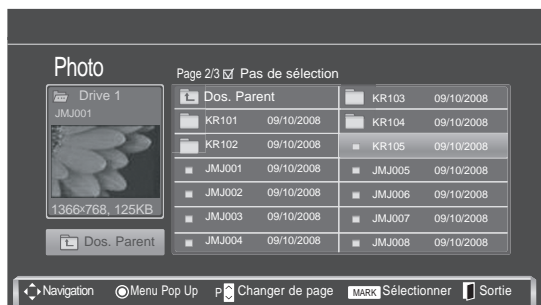 Photo
Page 2/3 Pas de sélection
Drive 1
JMJ001
1366x768, 125KB
Dos. Parent
Dos. Parent
KR101 09/10/2008
KR102 09/10/2008
JMJ001 09/10/2008
JMJ002 09/10/2008
JMJ003 09/10/2008
JMJ004 09/10/2008
KR103 09/10/2008
KR104 09/10/2008
KR105 09/10/2008
JMJ005 09/10/2008
JMJ006 09/10/2008
JMJ007 09/10/2008
JMJ008 09/10/2008
Navigation Menu Pop Up P Changer de page MARK Sélectionner Sortie